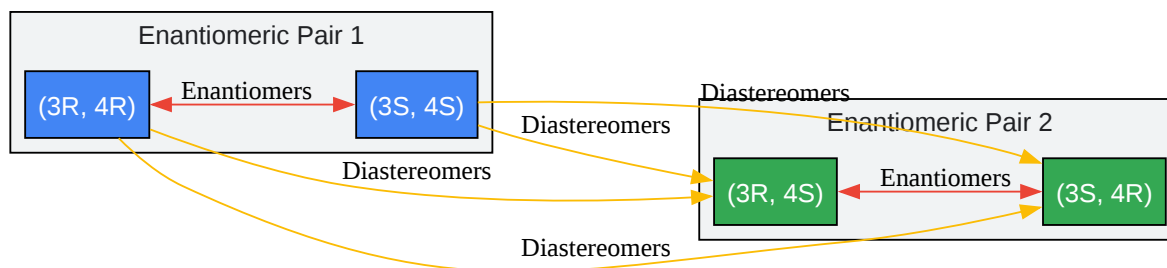 Enantiomeric Pair 1
(3R, 4R)
Enantiomers
(3S, 4S)
Diastereomers
Diastereomers
Diastereomers
Enantiomeric Pair 2
(3R, 4S)
Enantiomers
(3S, 4R)
Diastereomers